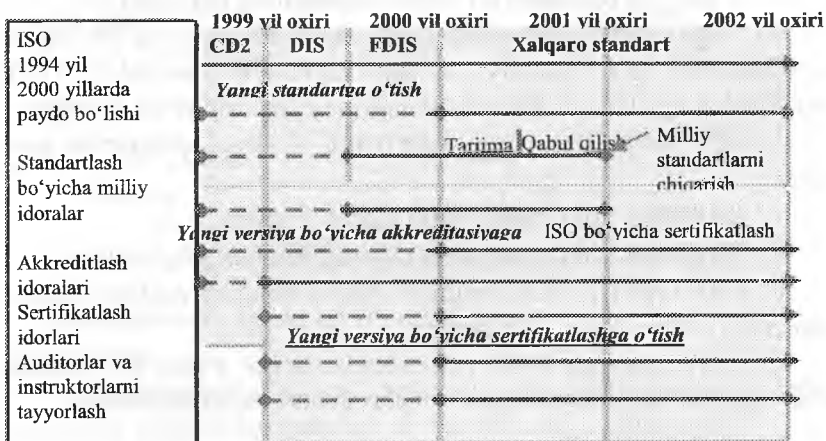 1999 yil oxiri 2000 yil oxiri 2001 yil oxiri 2002 yil oxiri
CD2 DIS FDIS Xalqaro standart
ISO
1994 yil
2000 yillarda
paydo bo‘lishi
Yangi standartga o‘tish
Tarjima Qabul qilish
Milliy
standartlarni
chiqarish
Standartlash
bo‘yicha milliy
idoralar
Yangi versiya bo‘yicha akkreditasiyaga
ISO bo‘yicha sertifikatlash
Akkreditlash
idoralari
Sertifikatlash
idorlari
Yangi versiya bo‘yicha sertifikatlashga o‘tish
Auditorlar va
instruktorlarni
tayyorlash